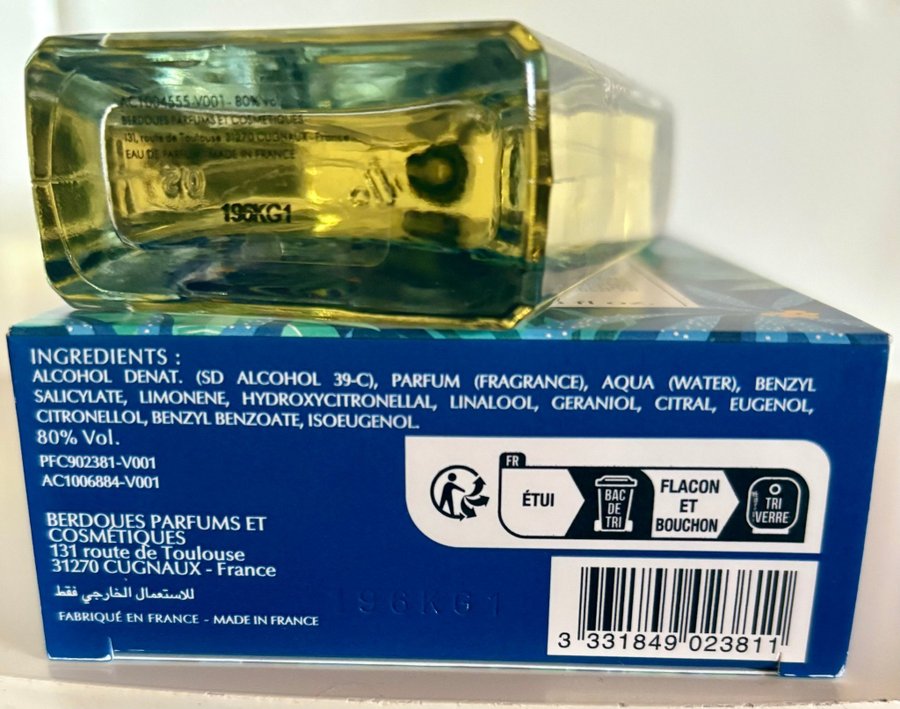 AC1004555-V001 - 80% vol
BERDOUES PARFUMS ET COSMETIQUES
131, route de Toulouse 31270 CUGNAUX - France
EAU DE PARFUM - MADE IN FRANCE
196KG1
INGREDIENTS :
ALCOHOL DENAT. (SD ALCOHOL 39-C), PARFUM (FRAGRANCE), AQUA (WATER), BENZYL
SALICYLATE, LIMONENE, HYDROXYCITRONELLAL, LINALOOL, GERANIOL, CITRAL, EUGENOL,
CITRONELLOL, BENZYL BENZOATE, ISOEUGENOL.
80% Vol.
PFC902381-V001
AC1006884-V001
FR
ÉTUI
BAC
DE
TRI
FLACON
ET
BOUCHON
TRI
VERRE
BERDOUES PARFUMS ET
COSMÉTIQUES
131 route de Toulouse
31270 CUGNAUX - France
للاستعمال الخارجي فقط
FABRIQUÉ EN FRANCE - MADE IN FRANCE
196KG1
3 331849 023811